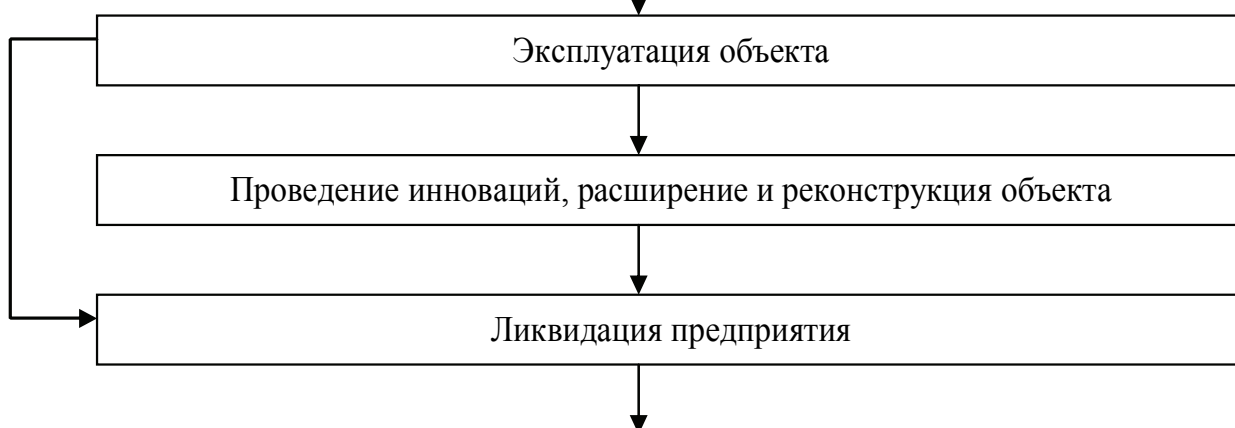 Эксплуатация объекта
Проведение инноваций, расширение и реконструкция объекта
Ликвидация предприятия